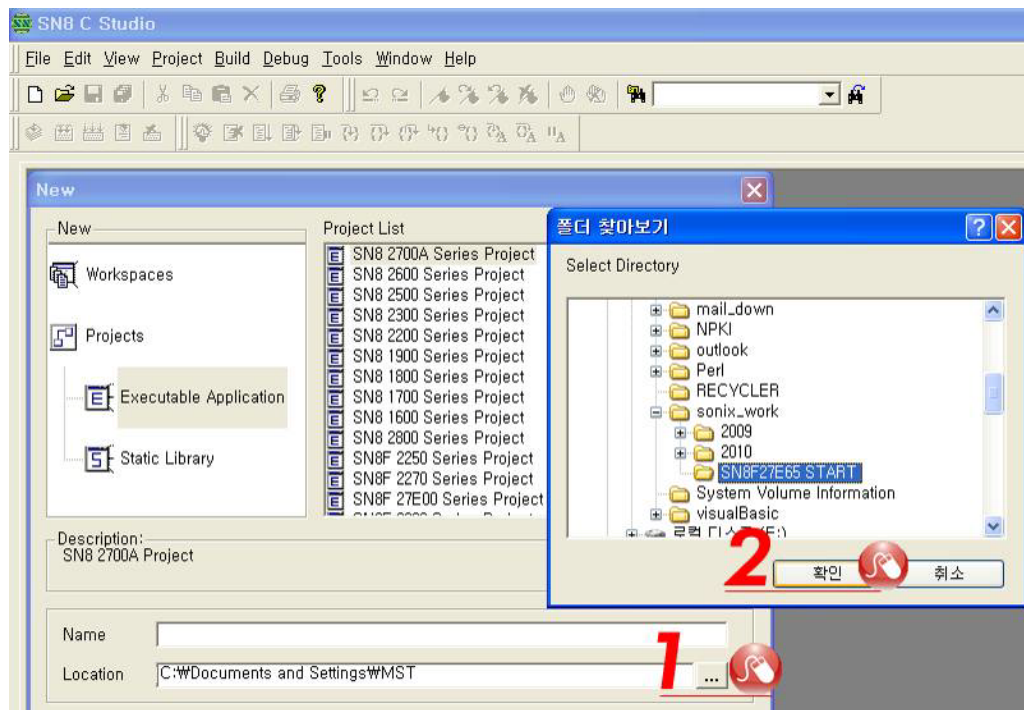 SN8 C Studio
File Edit View Project Build Debug Tools Window Help
New
New
Workspaces
Projects
Executable Application
Static Library
Project List
SN8 2700A Series Project
SN8 2600 Series Project
SN8 2500 Series Project
SN8 2300 Series Project
SN8 2200 Series Project
SN8 1900 Series Project
SN8 1800 Series Project
SN8 1700 Series Project
SN8 1600 Series Project
SN8 2800 Series Project
SN8F 2250 Series Project
SN8F 2270 Series Project
SN8F 27E00 Series Project
Description:
SN8 2700A Project
Name
Location C:₩Documents and Settings₩MST ...
1
폴더 찾아보기
Select Directory
mail_down
NPKI
outlook
Perl
RECYCLER
sonix_work
2009
2010
SN8F27E65 START
System Volume Information
visualBasic
로컬 디스크 (E:)
2
확인 취소